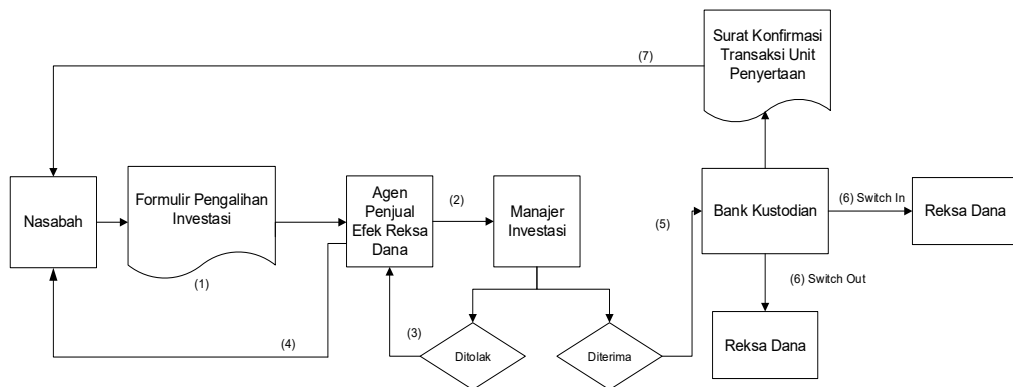 Surat Konfirmasi
Transaksi Unit
Penyertaan
(7)
Nasabah
Formulir Pengalihan
Investasi
(1)
Agen
Penjual
Efek Reksa
Dana
(2)
Manajer
Investasi
(5)
Bank Kustodian
(6) Switch In
Reksa Dana
(6) Switch Out
Reksa Dana
(4)
(3)
Ditolak
Diterima